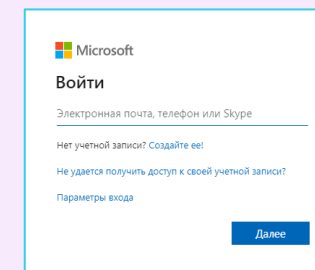 Microsoft
Войти
Электронная почта, телефон или Skype
Нет учетной записи? Создайте ее!
Не удается получить доступ к своей учетной записи?
Параметры входа
Далее